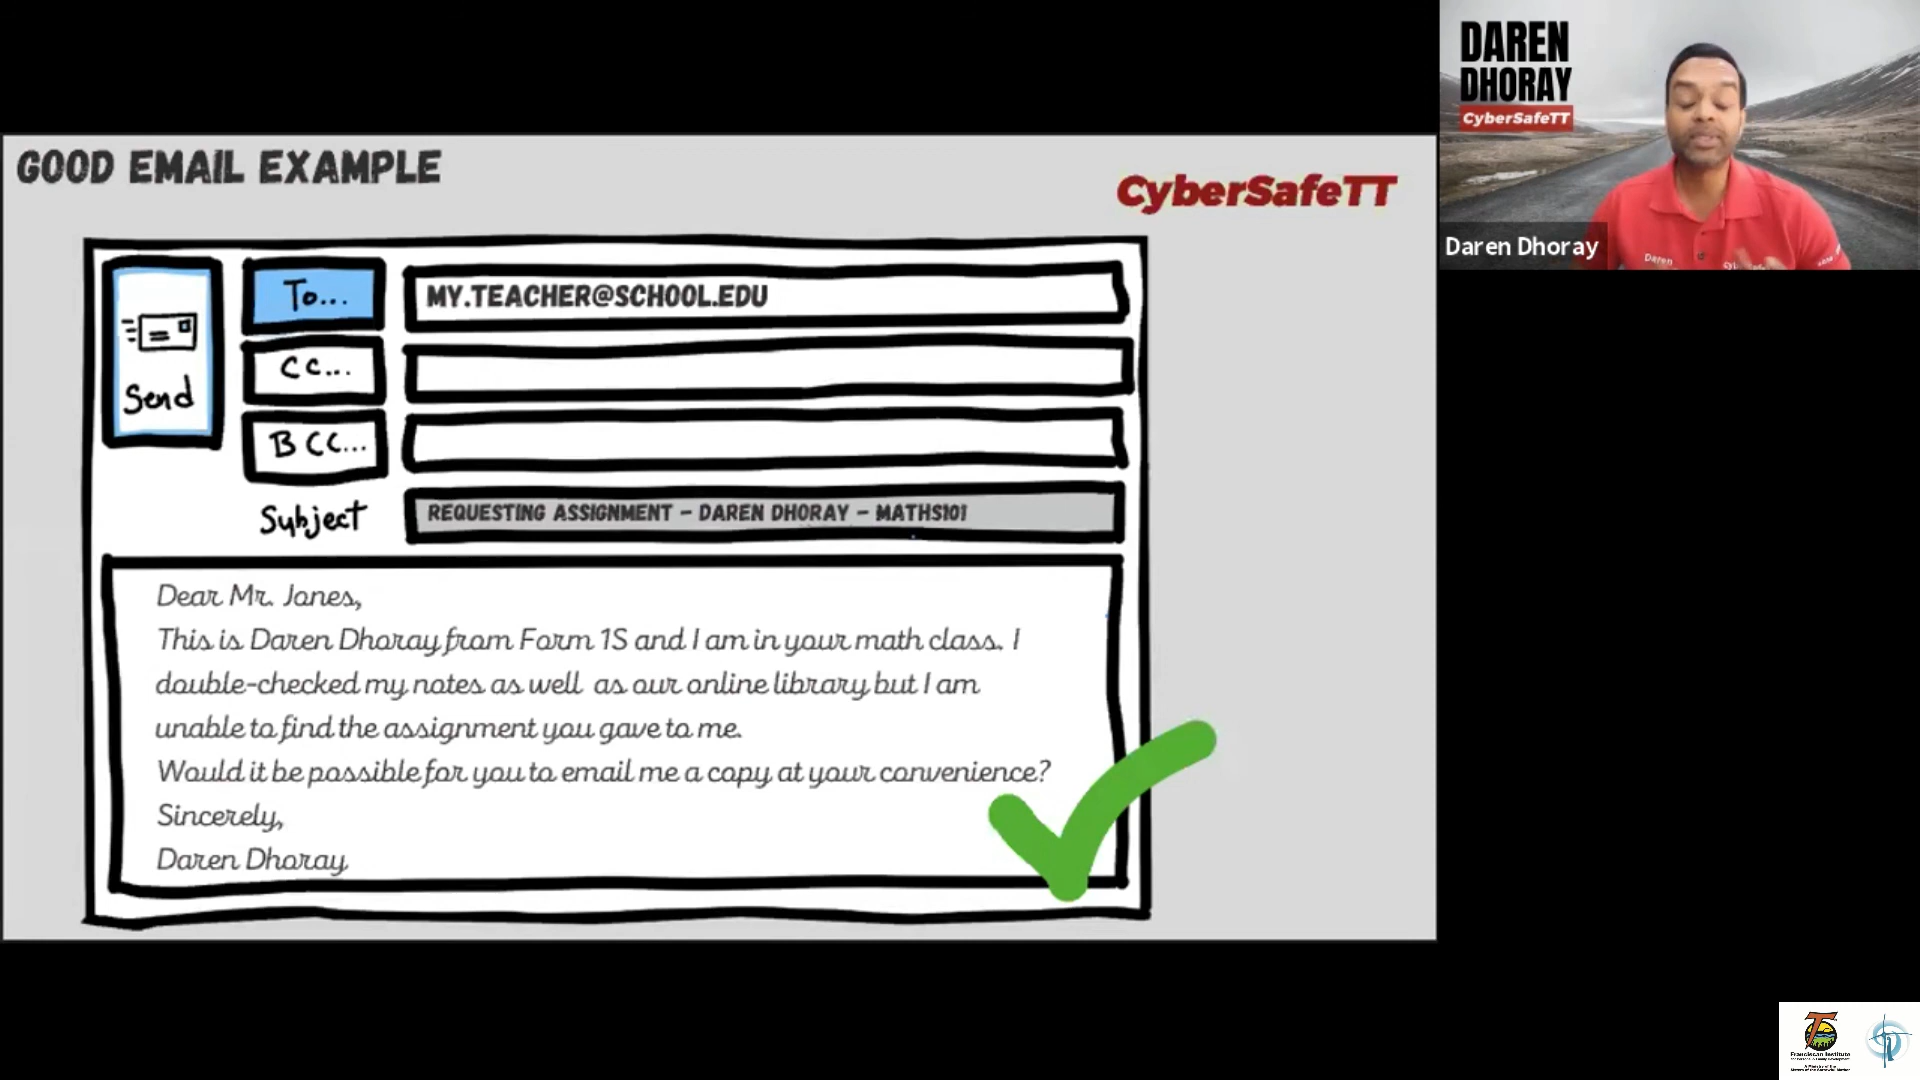 GOOD EMAIL EXAMPLE
CyberSafeTT
Send
To...
MY.TEACHER@SCHOOL.EDU
CC...
BCC...
Subject
REQUESTING ASSIGNMENT - DAREN DHORAY - MATHS101
Dear Mr. Jones,
This is Daren Dhoray from Form 1S and I am in your math class. I
double-checked my notes as well as our online library but I am
unable to find the assignment you gave to me.
Would it be possible for you to email me a copy at your convenience?
Sincerely,
Daren Dhoray
DAREN
DHORAY
CyberSafeTT
Daren
Daren Dhoray
Franciscan Institute